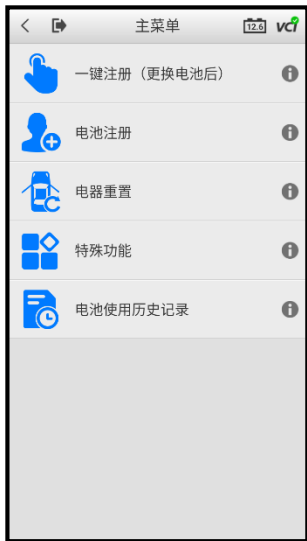 主菜单
12.6
vci
一键注册（更换电池后）
电池注册
电器重置
特殊功能
电池使用历史记录